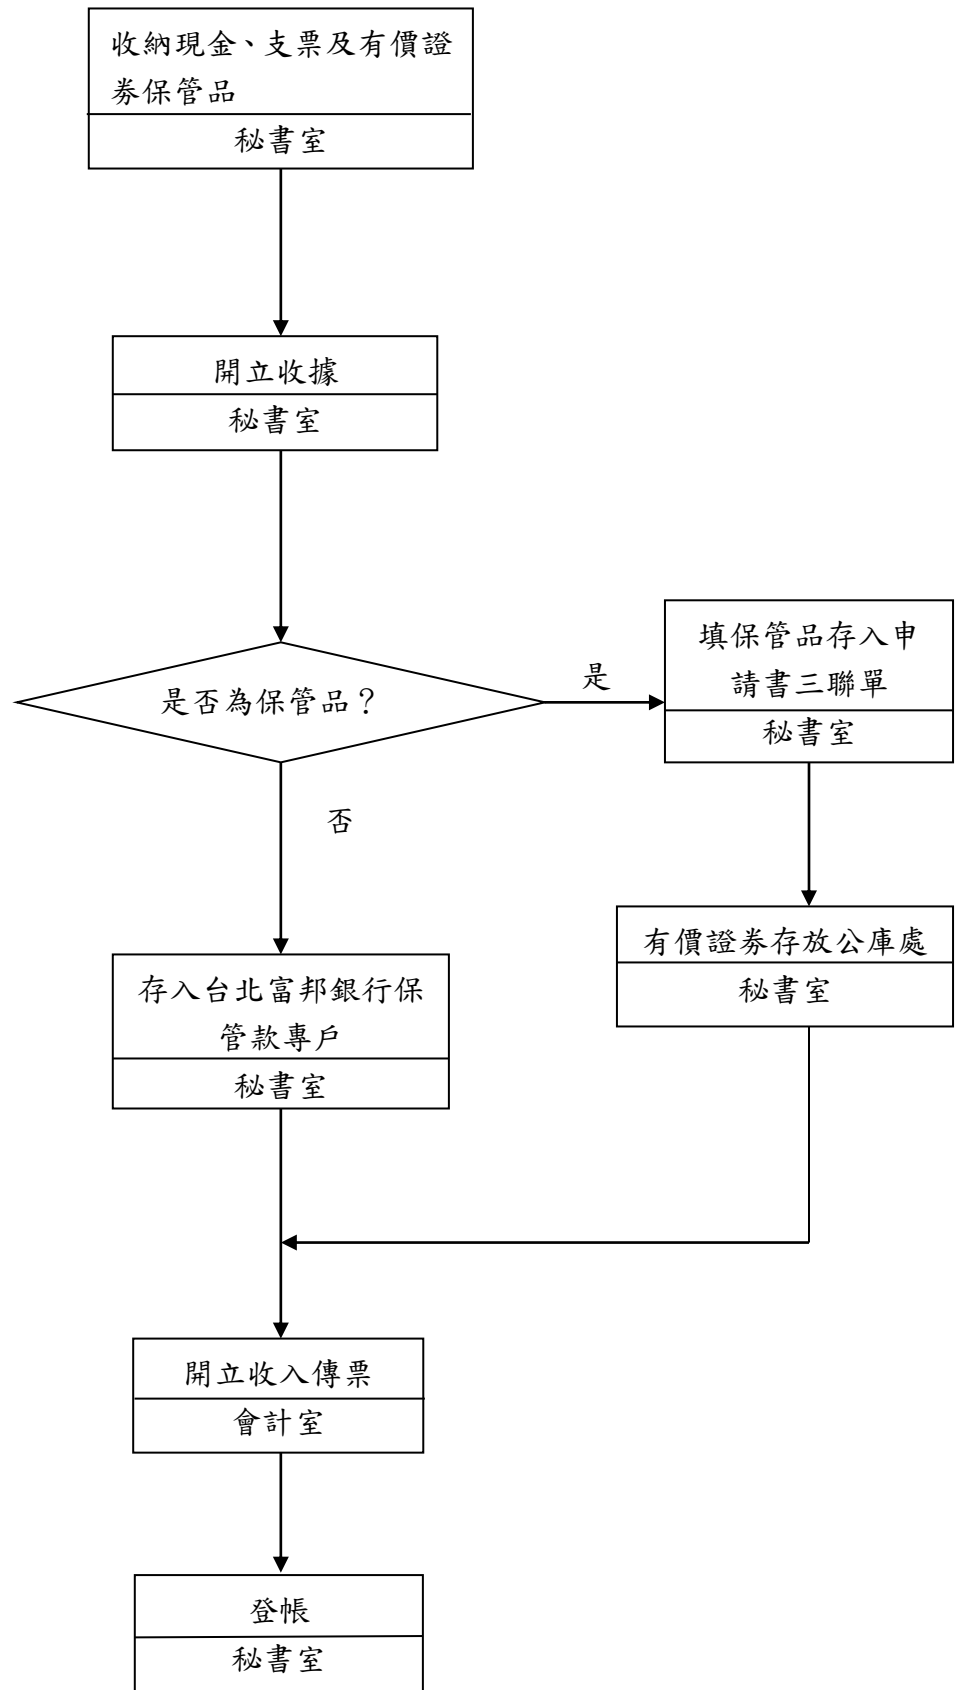 收納現金、支票及有價證
券保管品
秘書室
開立收據
秘書室
是否為保管品？
是
填保管品存入申
請書三聯單
秘書室
否
有價證券存放公庫處
秘書室
存入台北富邦銀行保
管款專戶
秘書室
開立收入傳票
會計室
登帳
秘書室